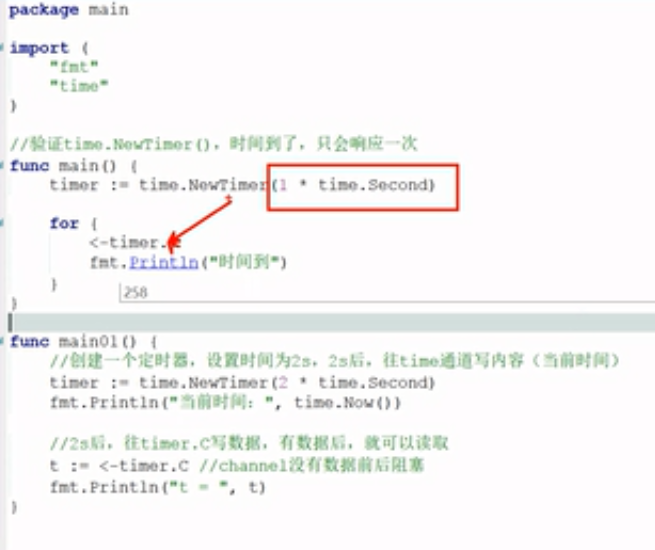 package main
import (
"fmt"
"time"
)
//验证time.NewTimer()，时间到了，只会响应一次
func main() {
timer := time.NewTimer(1 * time.Second)
for {
<-timer.
fmt.Println("时间到")
}
258
}
func main01() {
//创建一个定时器，设置时间为2s，2s后，往time通道写内容（当前时间）
timer := time.NewTimer(2 * time.Second)
fmt.Println("当前时间：", time.Now())
//2s后，往timer.C写数据，有数据后，就可以读取
t := <-timer.C //channel没有数据前后阻塞
fmt.Println("t = ", t)
}